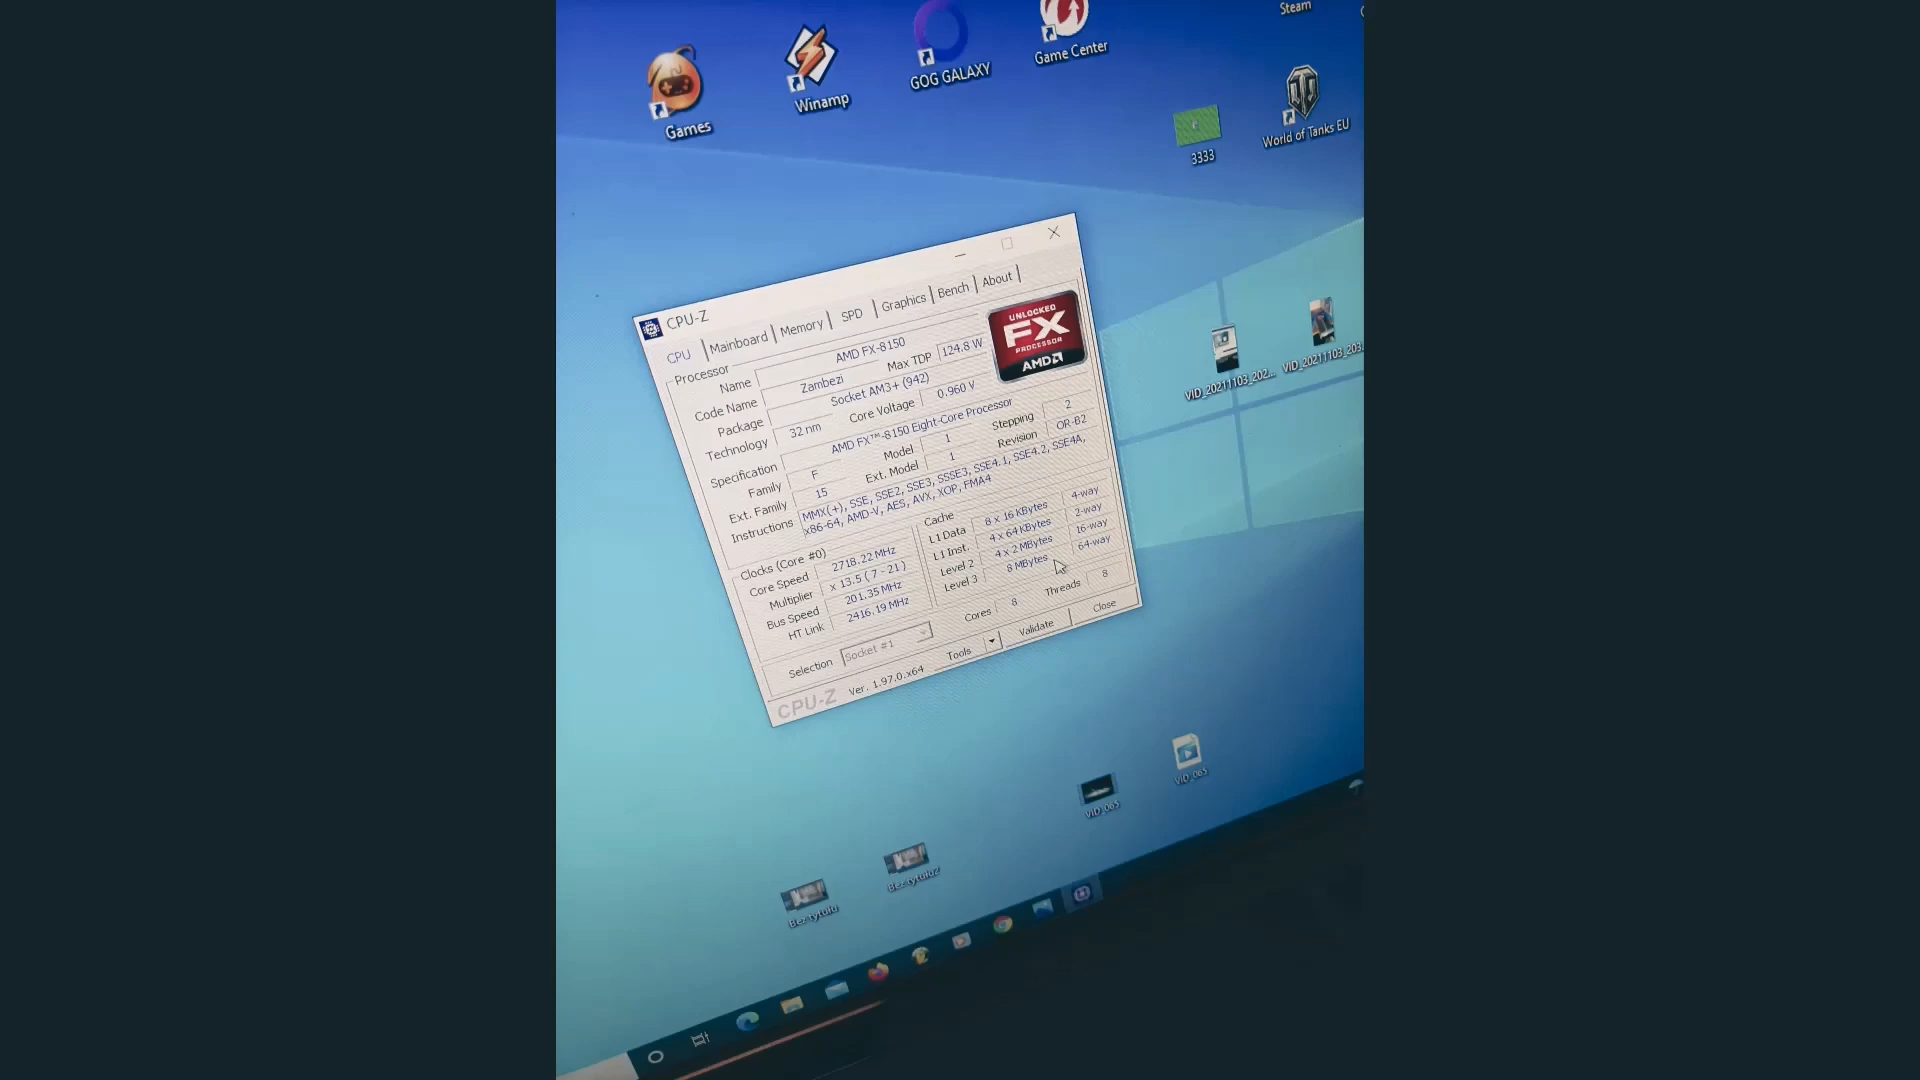 Steam
Games
Winamp
GOG GALAXY
Game Center
3333
World of Tanks EU
CPU-Z
CPU
Mainboard
Memory
SPD
Graphics
Bench
About
Processor
Name AMD FX-8150
Code Name Zambezi Max TDP 124.8 W
Package Socket AM3+ (942)
Technology 32 nm Core Voltage 0.960 V
Specification AMD FX™-8150 Eight-Core Processor
Family F Model 1 Stepping 2
Ext. Family 15 Ext. Model 1 Revision OR-B2
Instructions MMX(+), SSE, SSE2, SSE3, SSSE3, SSE4.1, SSE4.2, SSE4A,
x86-64, AMD-V, AES, AVX, XOP, FMA4
UNLOCKED
FX
PROCESSOR
AMD
Clocks (Core #0)
Core Speed 2718.22 MHz
Multiplier x 13.5 ( 7 - 21 )
Bus Speed 201.35 MHz
HT Link 2416.19 MHz
Cache
L1 Data 8 x 16 KBytes 4-way
L1 Inst. 4 x 64 KBytes 2-way
Level 2 4 x 2 MBytes 16-way
Level 3 8 MBytes 64-way
Selection Socket #1 Cores 8 Threads 8
CPU-Z Ver. 1.97.0.x64 Tools Validate Close
VID_20211103_202...
VID_20211103_203...
VID_065
VID_065
Bez tytułu
Bez tytułu2